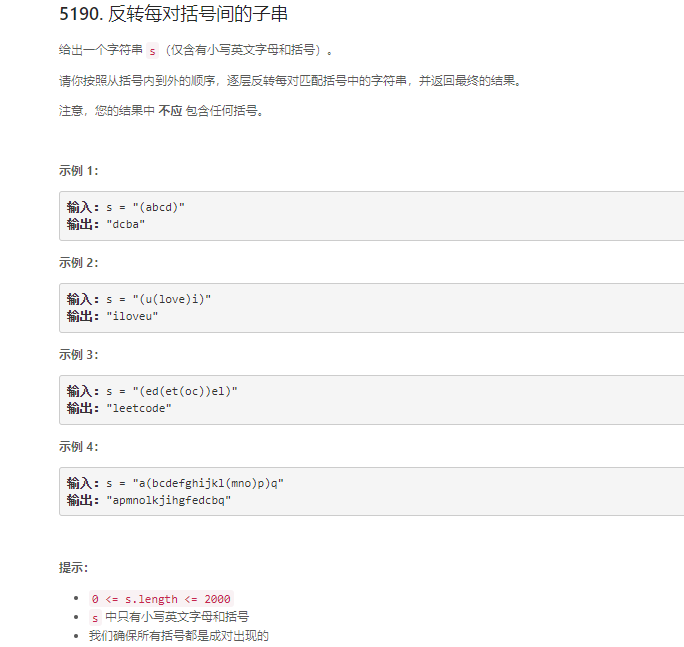 5190. 反转每对括号间的子串
给出一个字符串 s（仅含有小写英文字母和括号）。
请你按照从括号内到外的顺序，逐层反转每对匹配括号中的字符串，并返回最终的结果。
注意，您的结果中 不应 包含任何括号。
示例 1：
输入：s = "(abcd)"
输出："dcba"
示例 2：
输入：s = "(u(love)i)"
输出："iloveu"
示例 3：
输入：s = "(ed(et(oc))el)"
输出："leetcode"
示例 4：
输入：s = "a(bcdefghijkl(mno)p)q"
输出："apmnolkjihgfedcbq"
提示：
• 0 <= s.length <= 2000
• s 中只有小写英文字母和括号
• 我们确保所有括号都是成对出现的